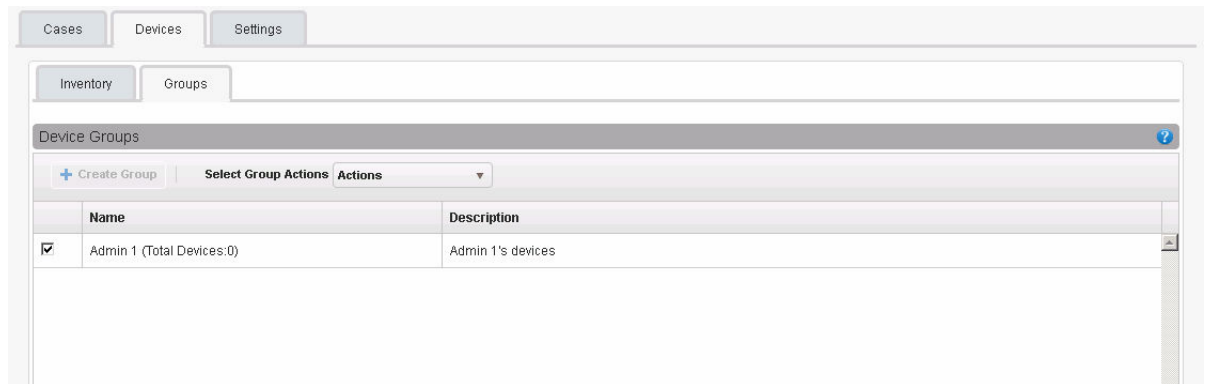 Cases Devices Settings
Inventory Groups
Device Groups ?
+ Create Group Select Group Actions Actions
Name Description
Admin 1 (Total Devices:0) Admin 1's devices